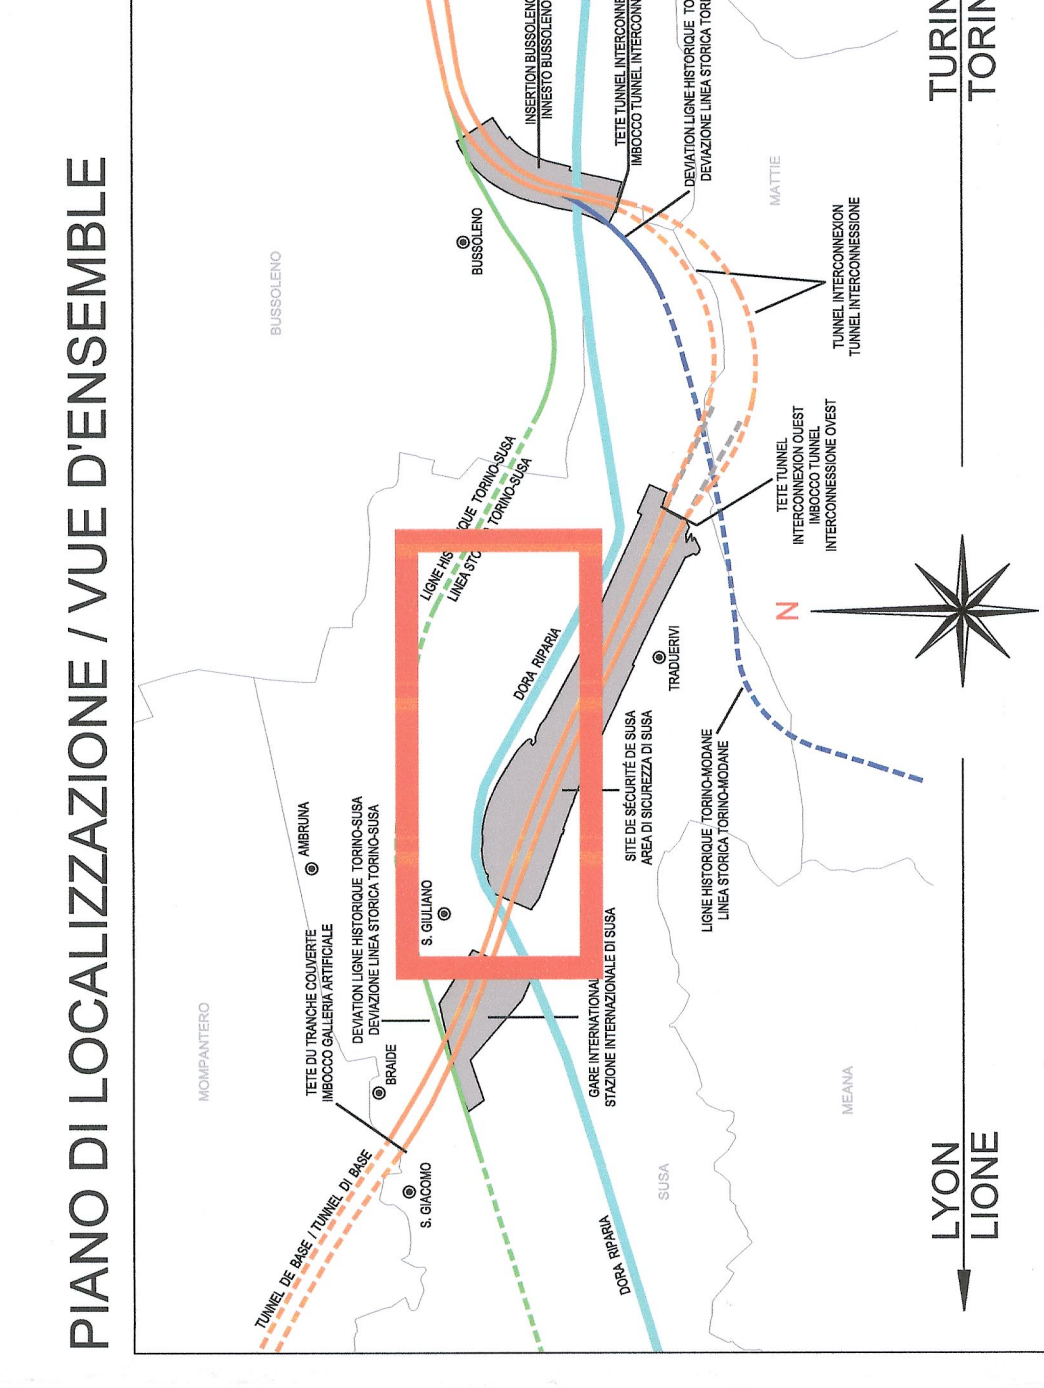 PIANO DI LOCALIZZAZIONE / VUE D'ENSEMBLE
MOMPANTERO
BUSSOLENO
TUNNEL DE BASE / TUNNEL DI BASE
TETE DU TRANCHE COUVERTE
IMBOCCO GALLERIA ARTIFICIALE
AMBRUNA
DEVIATION LIGNE HISTORIQUE TORINO-SUSA
DEVIAZIONE LINEA STORICA TORINO-SUSA
BRAIDE
S. GIACOMO
S. GIULIANO
LIGNE HIS QUE TORINO-SUSA
LINEA STO TORINO-SUSA
BUSSOLENO
INSERTION BUSSOLENO
INNESTO BUSSOLENO
DORA RIPARIA
GARE INTERNATIONAL
STAZIONE INTERNAZIONALE DI SUSA
DORA RIPARIA
SITE DE SÉCURITÉ DE SUSA
AREA DI SICUREZZA DI SUSA
TETE TUNNEL INTERCONNE
IMBOCCO TUNNEL INTERCONN
SUSA
TRADUERIVI
DEVIATION LIGNE HISTORIQUE TO
DEVIAZIONE LINEA STORICA TORI
LIGNE HISTORIQUE TORINO-MODANE
LINEA STORICA TORINO-MODANE
MATTIE
TETE TUNNEL
INTERCONNEXION OUEST
IMBOCCO TUNNEL
INTERCONNESSIONE OVEST
N
TUNNEL INTERCONNEXION
TUNNEL INTERCONNESSIONE
MEANA
LYON
LIONE
TURIN
TORIN